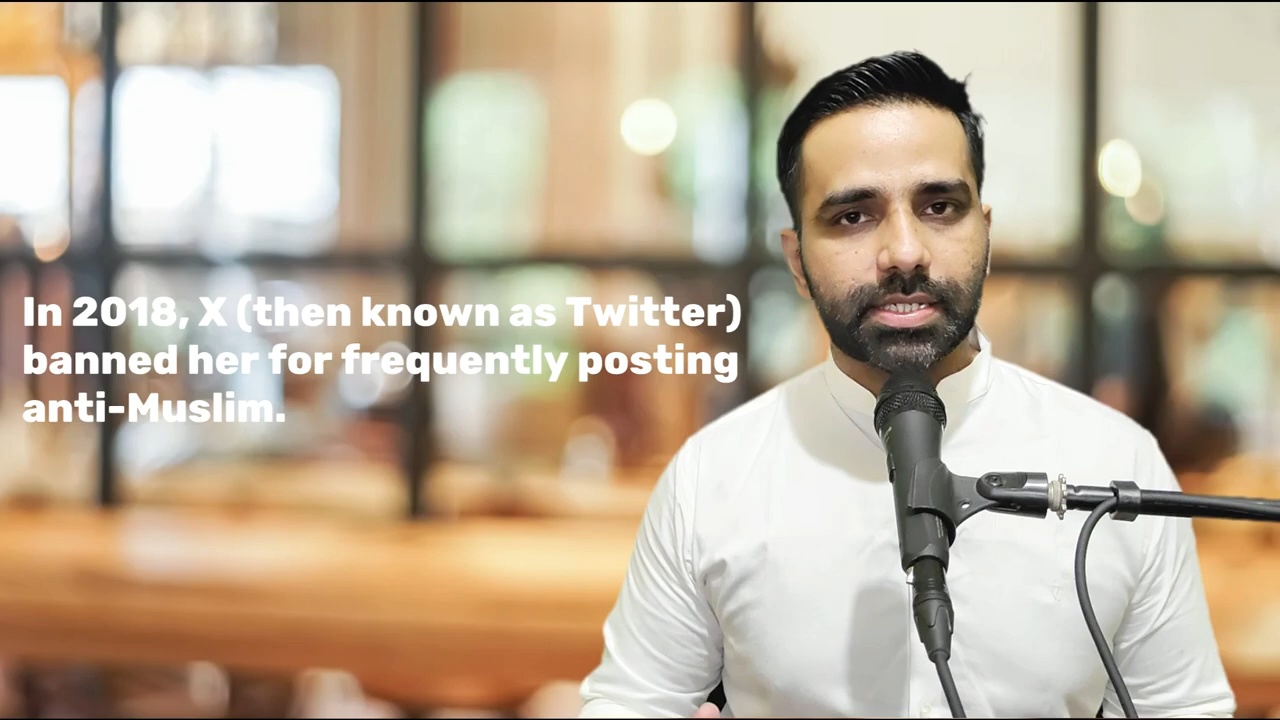 In 2018, X (then known as Twitter)
banned her for frequently posting
anti-Muslim.